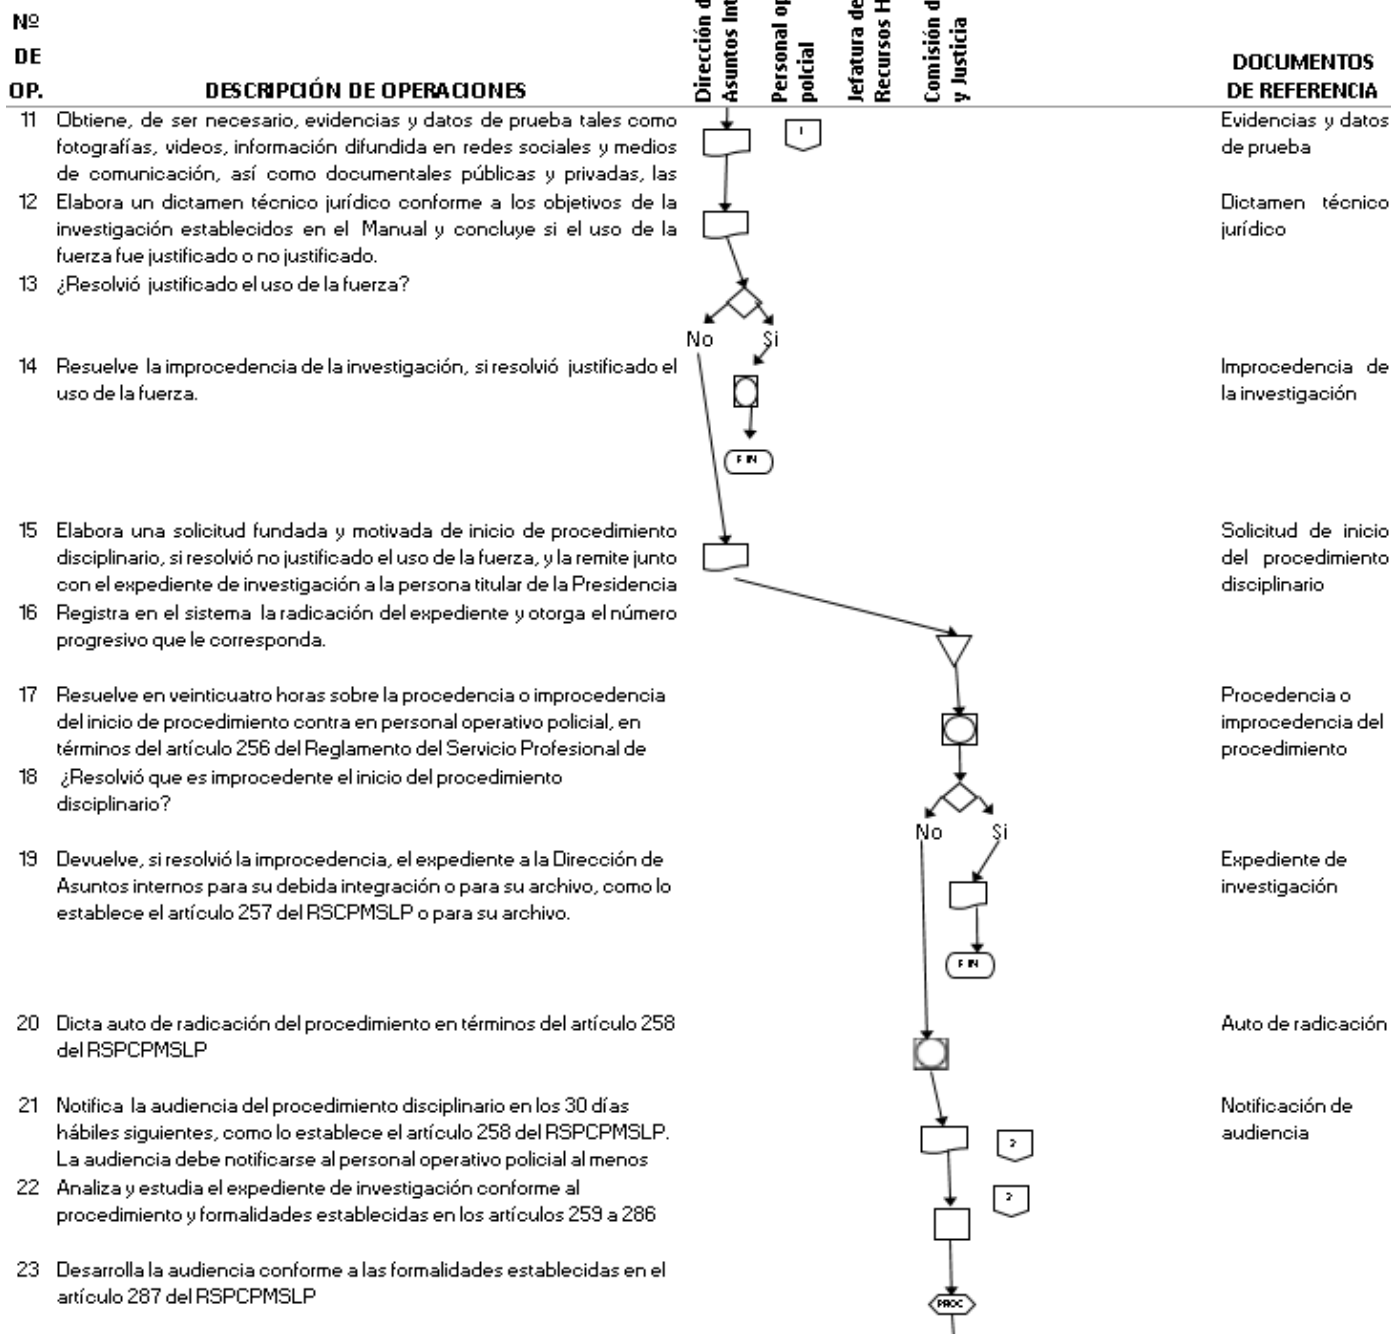 Nº
DE
OP.
DESCRIPCIÓN DE OPERACIONES
Dirección d
Asuntos Int
Personal op
polcial
Jefatura de
Recursos H
Comisión d
y Justicia
DOCUMENTOS
DE REFERENCIA
11 Obtiene, de ser necesario, evidencias y datos de prueba tales como
fotografías, videos, información difundida en redes sociales y medios
de comunicación, así como documentales públicas y privadas, las
1
Evidencias y datos
de prueba
12 Elabora un dictamen técnico jurídico conforme a los objetivos de la
investigación establecidos en el Manual y concluye si el uso de la
fuerza fue justificado o no justificado.
Dictamen técnico
jurídico
13 ¿Resolvió justificado el uso de la fuerza?
No Si
14 Resuelve la improcedencia de la investigación, si resolvió justificado el
uso de la fuerza.
Improcedencia de
la investigación
FIN
15 Elabora una solicitud fundada y motivada de inicio de procedimiento
disciplinario, si resolvió no justificado el uso de la fuerza, y la remite junto
con el expediente de investigación a la persona titular de la Presidencia
Solicitud de inicio
del procedimiento
disciplinario
16 Registra en el sistema la radicación del expediente y otorga el número
progresivo que le corresponda.
17 Resuelve en veinticuatro horas sobre la procedencia o improcedencia
del inicio de procedimiento contra en personal operativo policial, en
términos del artículo 256 del Reglamento del Servicio Profesional de
Procedencia o
improcedencia del
procedimiento
18 ¿Resolvió que es improcedente el inicio del procedimiento
disciplinario?
No Si
19 Devuelve, si resolvió la improcedencia, el expediente a la Dirección de
Asuntos internos para su debida integración o para su archivo, como lo
establece el artículo 257 del RSCPMSLP o para su archivo.
Expediente de
investigación
FIN
20 Dicta auto de radicación del procedimiento en términos del artículo 258
del RSPCPMSLP
Auto de radicación
21 Notifica la audiencia del procedimiento disciplinario en los 30 días
hábiles siguientes, como lo establece el artículo 258 del RSPCPMSLP.
La audiencia debe notificarse al personal operativo policial al menos
2
Notificación de
audiencia
22 Analiza y estudia el expediente de investigación conforme al
procedimiento y formalidades establecidas en los artículos 259 a 286
2
23 Desarrolla la audiencia conforme a las formalidades establecidas en el
artículo 287 del RSPCPMSLP
PROC